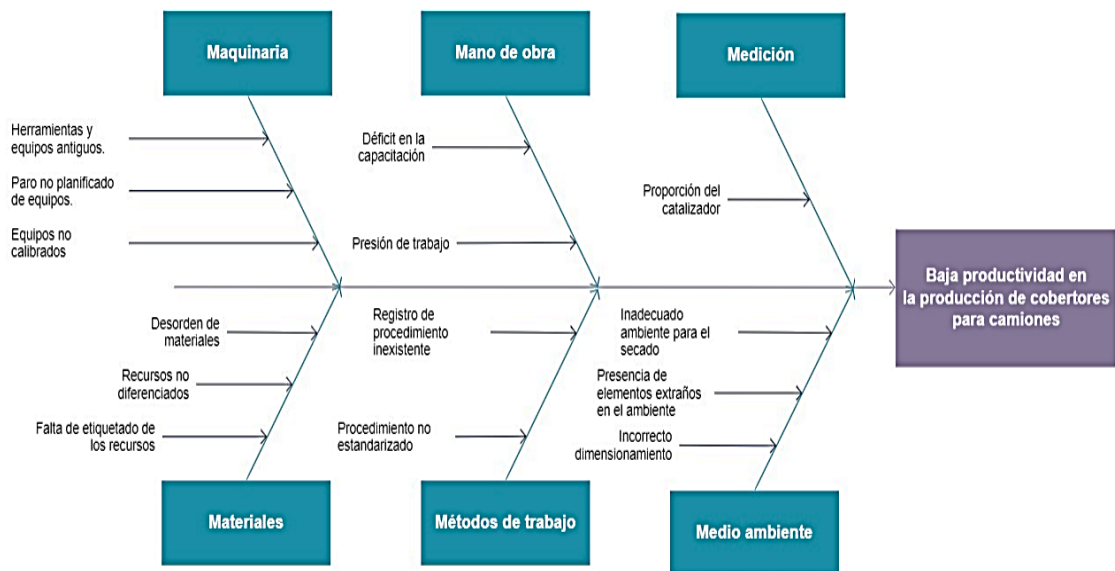 Maquinaria
Mano de obra
Medición
Herramientas y
equipos antiguos.
Paro no planificado
de equipos.
Equipos no
calibrados
Déficit en la
capacitación
Presión de trabajo
Proporción del
catalizador
Baja productividad en
la producción de cobertores
para camiones
Desorden de
materiales
Recursos no
diferenciados
Falta de etiquetado de
los recursos
Registro de
procedimiento
inexistente
Procedimiento no
estandarizado
Inadecuado
ambiente para el
secado
Presencia de
elementos extraños
en el ambiente
Incorrecto
dimensionamiento
Materiales
Métodos de trabajo
Medio ambiente